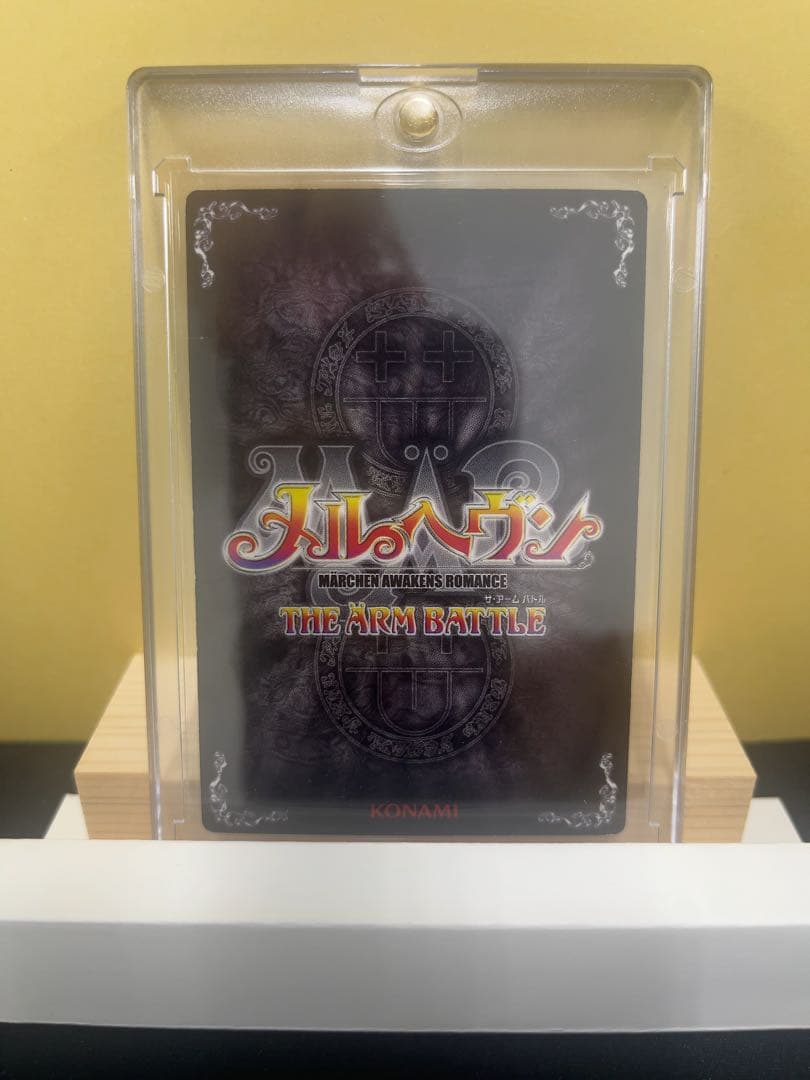 MÄR
メルヘヴン
MÄRCHEN AWAKENS ROMANCE
ザ・アーム バトル
THE ÄRM BATTLE
KONAMI